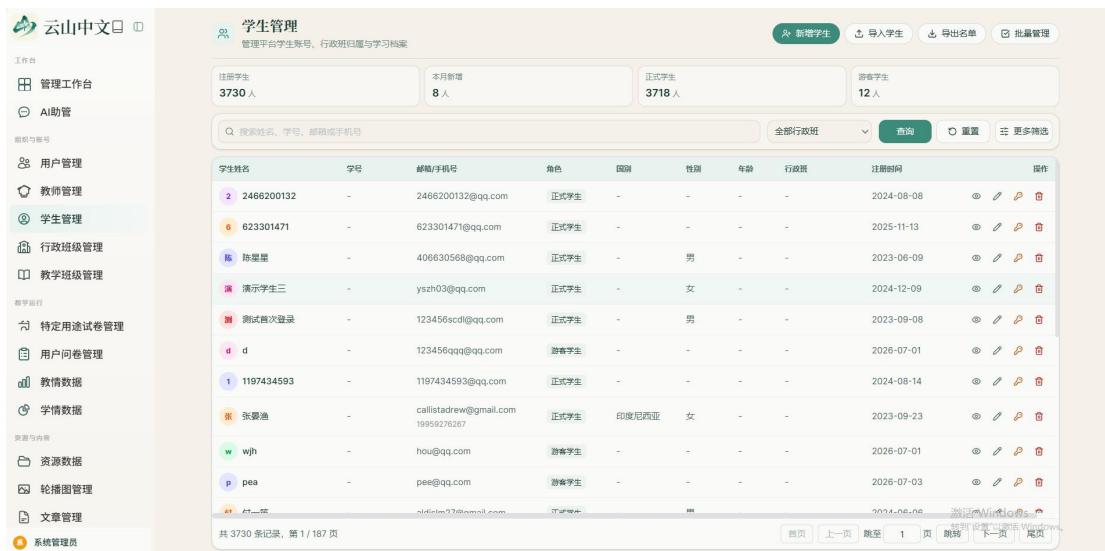 云山中文
工作台
管理工作台
AI助管
组织与账号
用户管理
教师管理
学生管理
行政班级管理
教学班级管理
教学运行
特定用途试卷管理
用户问卷管理
教情数据
学情数据
资源与内容
资源数据
轮播图管理
文章管理
系统管理员
学生管理
管理平台学生账号、行政班归属与学习档案
新增学生 导入学生 导出名单 批量管理
注册学生 本月新增 正式学生 游客学生
3730 人 8 人 3718 人 12 人
搜索姓名、学号、邮箱或手机号 全部行政班 查询 重置 更多筛选
学生姓名 学号 邮箱/手机号 角色 国别 性别 年龄 行政班 注册时间 操作
2 2466200132 - 2466200132@qq.com 正式学生 - - - - 2024-08-08
6 623301471 - 623301471@qq.com 正式学生 - - - - 2025-11-13
陈 陈星星 - 406630568@qq.com 正式学生 - 男 - - 2023-06-09
演 演示学生三 - yszh03@qq.com 正式学生 - 女 - - 2024-12-09
测 测试首次登录 - 123456scdl@qq.com 正式学生 - 男 - - 2023-09-08
d d - 123456qqq@qq.com 游客学生 - - - - 2026-07-01
1 1197434593 - 1197434593@qq.com 正式学生 - - - - 2024-08-14
张 张晏渔 - callistadrew@gmail.com 正式学生 印度尼西亚 女 - - 2023-09-23
19959276267
w wjh - hou@qq.com 游客学生 - - - - 2026-07-01
p pea - pee@qq.com 游客学生 - - - - 2026-07-03
激活 Windows
转到"设置"以激活 Windows。
共 3730 条记录，第 1 / 187 页 首页 上一页 跳至 1 页 跳转 下一页 尾页